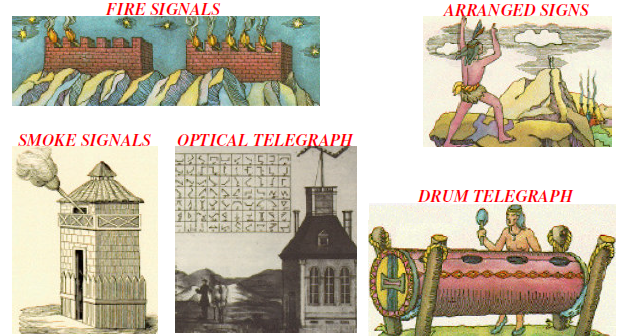 FIRE SIGNALS
ARRANGED SIGNS
SMOKE SIGNALS
OPTICAL TELEGRAPH
DRUM TELEGRAPH